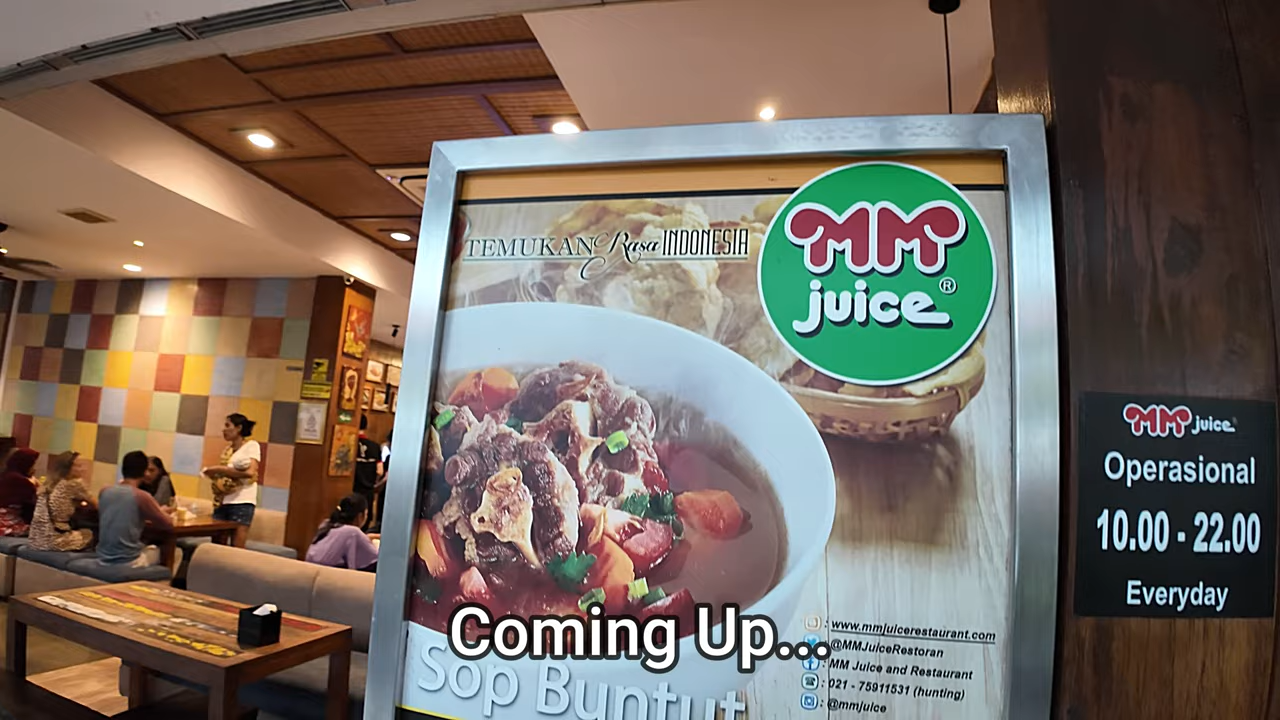 TEMUKAN Rasa INDONESIA
MM
juice®
Sop Buntut
: www.mmjuicerestaurant.com
: @MMJuiceRestoran
: MM Juice and Restaurant
: 021 - 75911531 (hunting)
: @mmjuice
MM juice
Operasional
10.00 - 22.00
Everyday
Coming Up...